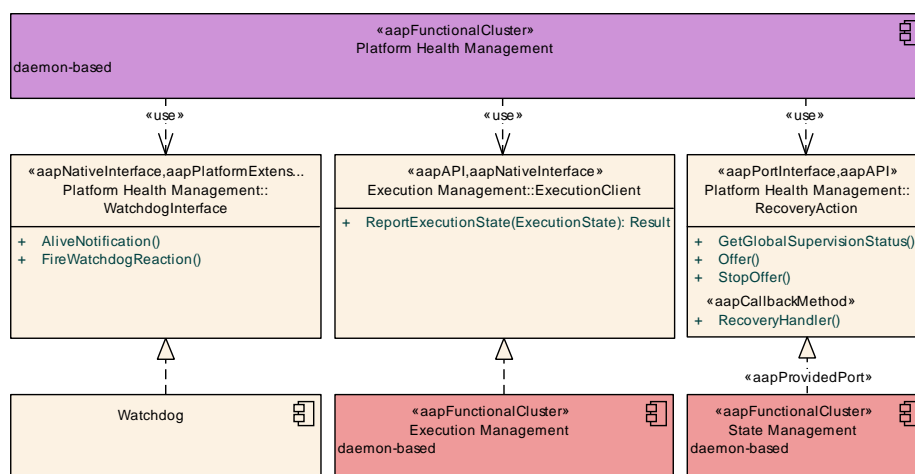 «aapFunctionalCluster»
Platform Health Management
daemon-based
«use»
«use»
«use»
«aapNativeInterface,aapPlatformExtens...
Platform Health Management::
WatchdogInterface
+ AliveNotification()
+ FireWatchdogReaction()
«aapAPI,aapNativeInterface»
Execution Management::ExecutionClient
+ ReportExecutionState(ExecutionState): Result
«aapPortInterface,aapAPI»
Platform Health Management::
RecoveryAction
+ GetGlobalSupervisionStatus()
+ Offer()
+ StopOffer()
«aapCallbackMethod»
+ RecoveryHandler()
«aapProvidedPort»
Watchdog
«aapFunctionalCluster»
Execution Management
daemon-based
«aapFunctionalCluster»
State Management
daemon-based